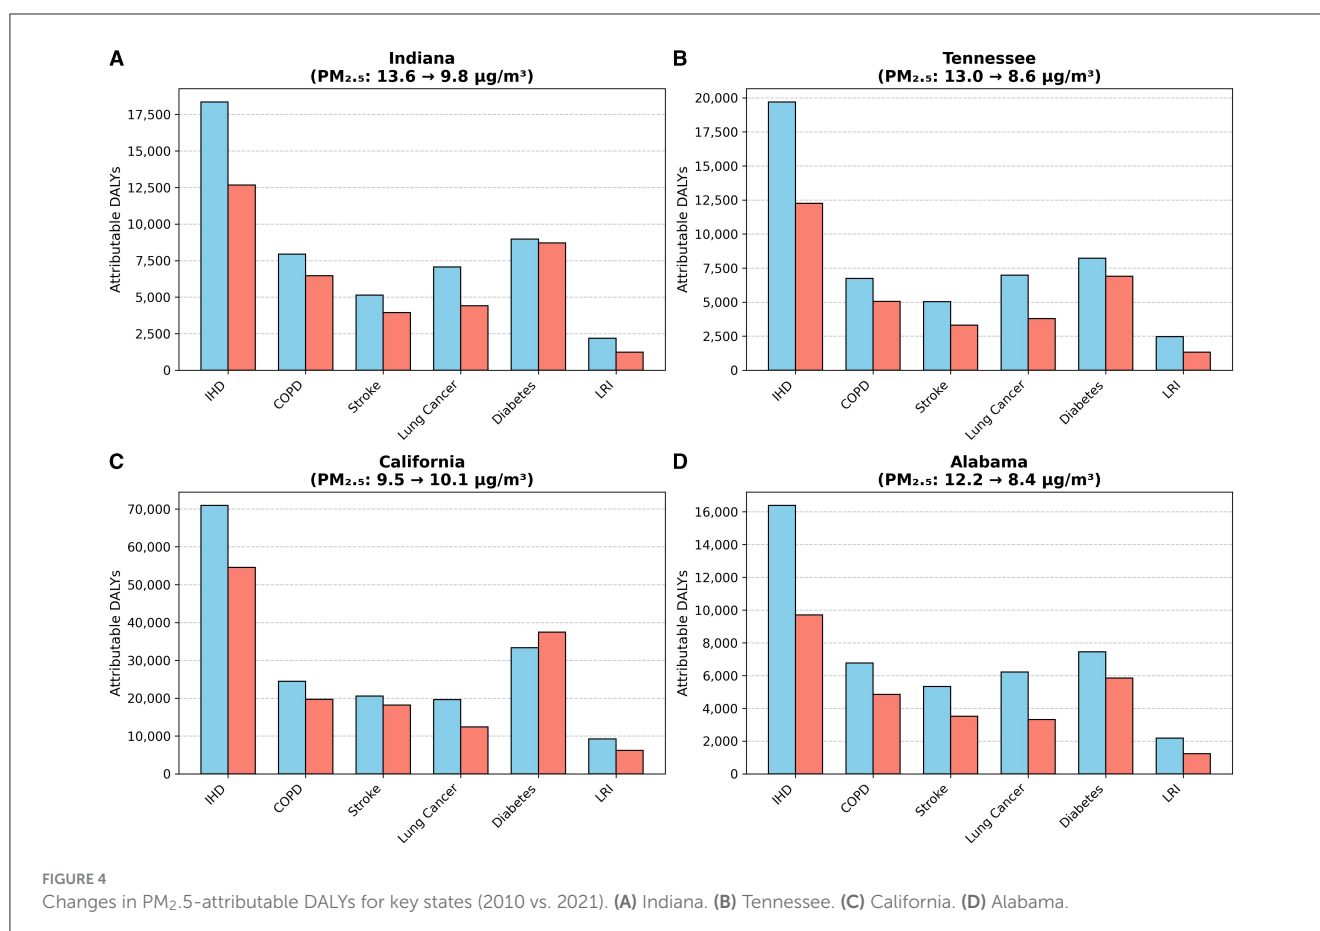 A
Indiana
(PM₂.₅: 13.6 → 9.8 μg/m³)
Attributable DALYs
17,500
15,000
12,500
10,000
7,500
5,000
2,500
0
IHD
COPD
Stroke
Lung Cancer
Diabetes
LRI
B
Tennessee
(PM₂.₅: 13.0 → 8.6 μg/m³)
Attributable DALYs
20,000
17,500
15,000
12,500
10,000
7,500
5,000
2,500
0
IHD
COPD
Stroke
Lung Cancer
Diabetes
LRI
C
California
(PM₂.₅: 9.5 → 10.1 μg/m³)
Attributable DALYs
70,000
60,000
50,000
40,000
30,000
20,000
10,000
0
IHD
COPD
Stroke
Lung Cancer
Diabetes
LRI
D
Alabama
(PM₂.₅: 12.2 → 8.4 μg/m³)
Attributable DALYs
16,000
14,000
12,000
10,000
8,000
6,000
4,000
2,000
0
IHD
COPD
Stroke
Lung Cancer
Diabetes
LRI
FIGURE 4
Changes in PM₂.5-attributable DALYs for key states (2010 vs. 2021). (A) Indiana. (B) Tennessee. (C) California. (D) Alabama.